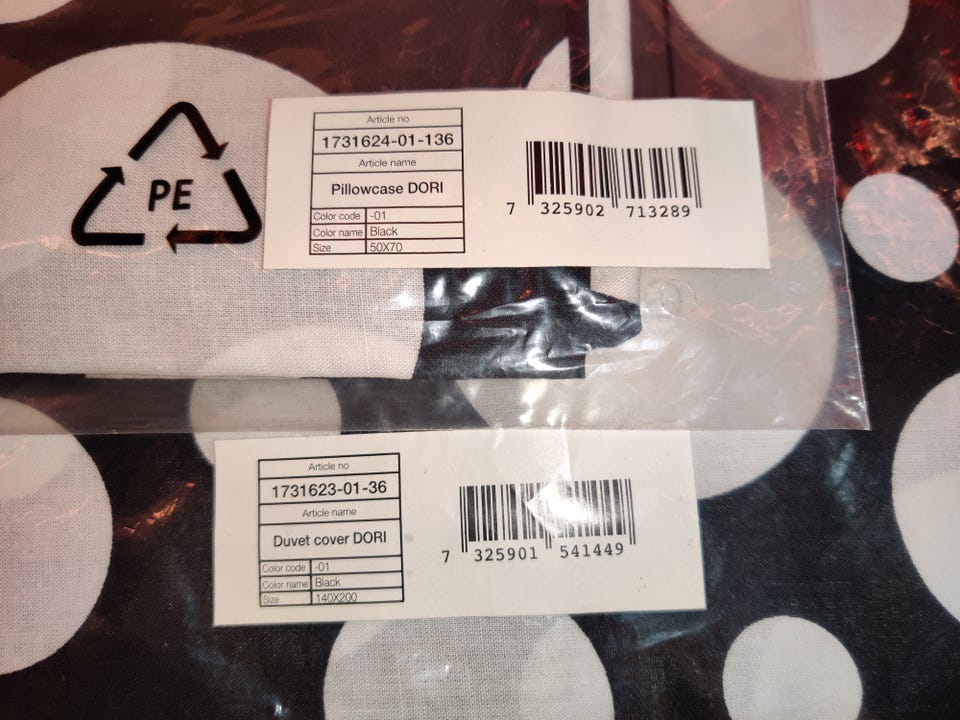 PE
Article no
1731624-01-136
Article name
Pillowcase DORI
Color code -01
Color name Black
Size 50X70
7 325902 713289
Article no
1731623-01-36
Article name
Duvet cover DORI
Color code -01
Color name Black
Size 140X200
7 325901 541449